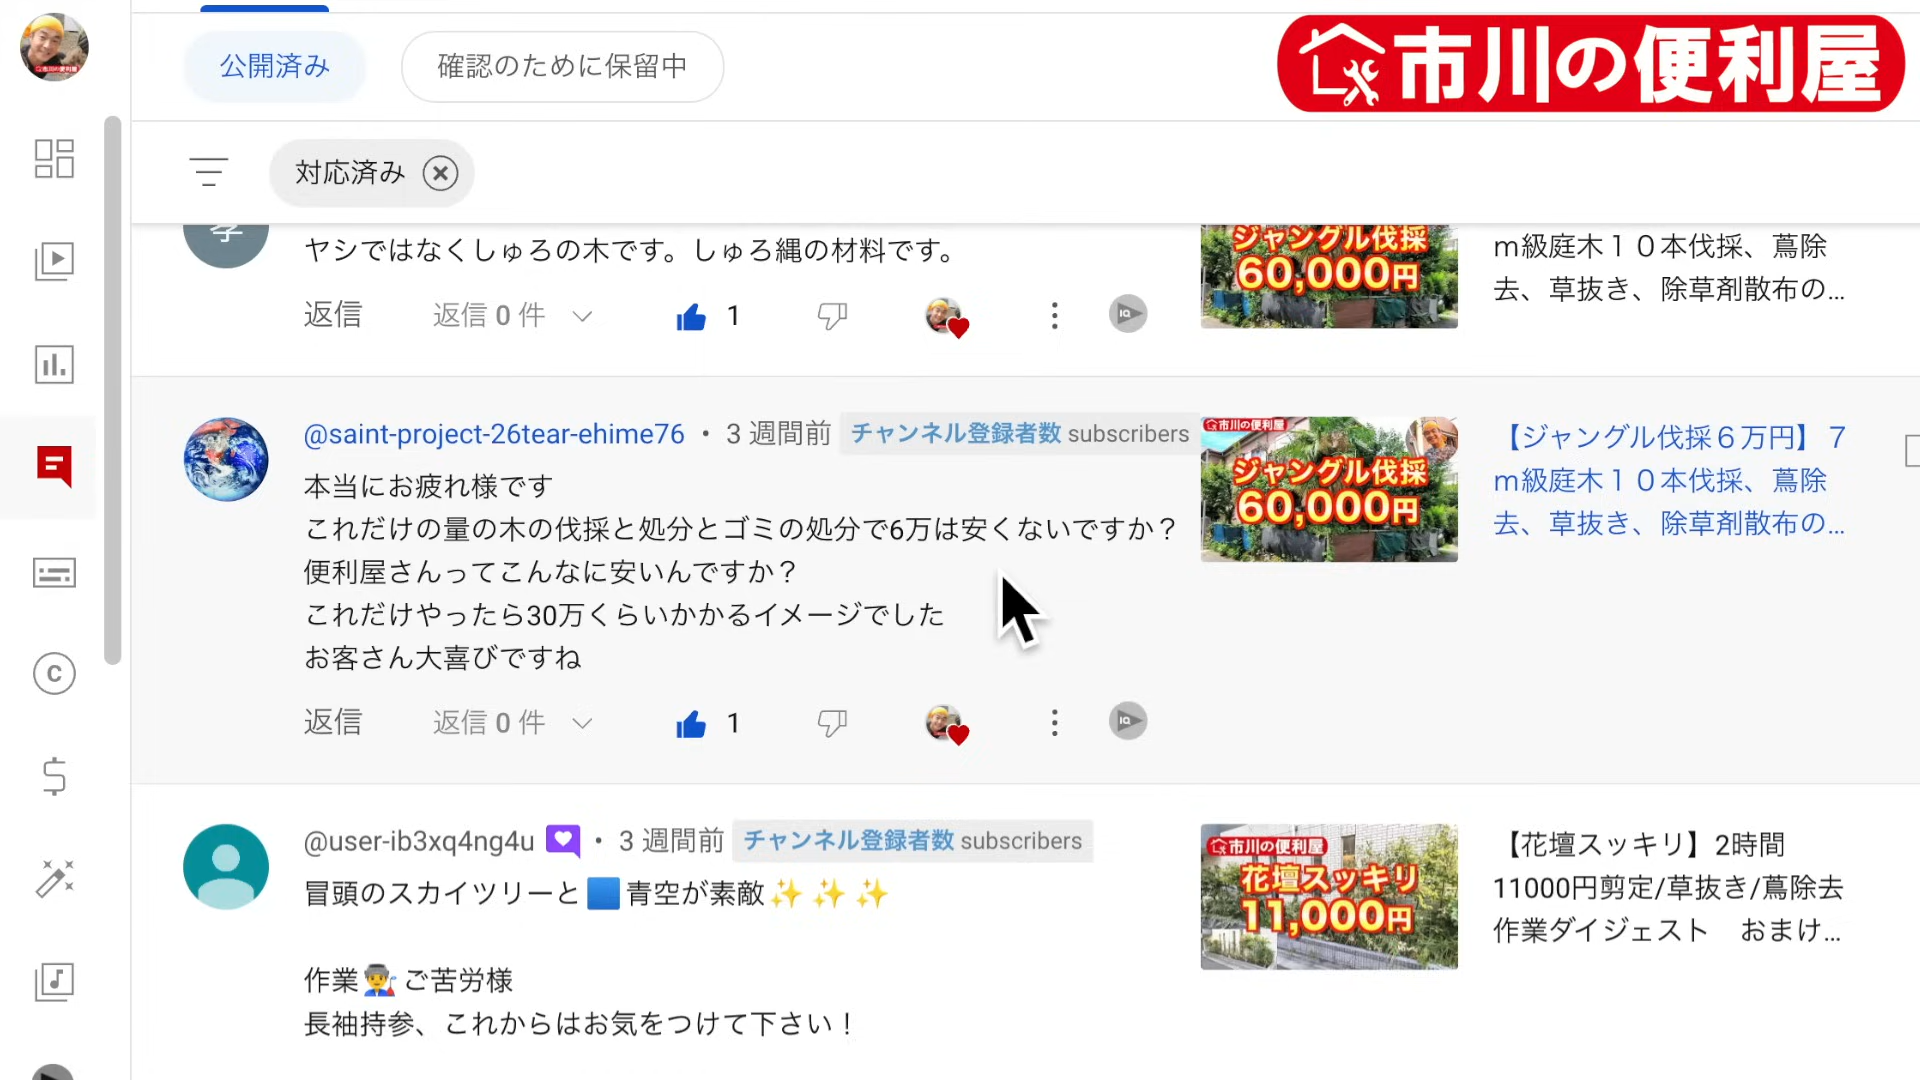 公開済み
確認のために保留中
市川の便利屋
対応済み
ヤシではなくしゅろの木です。しゅろ縄の材料です。
返信
返信 0 件
1
ジャングル伐採
60,000円
m級庭木１０本伐採、蔦除
去、草抜き、除草剤散布の...
@saint-project-26tear-ehime76 • 3 週間前 チャンネル登録者数 subscribers
本当にお疲れ様です
これだけの量の木の伐採と処分とゴミの処分で6万は安くないですか？
便利屋さんってこんなに安いんですか？
これだけやったら30万くらいかかるイメージでした
お客さん大喜びですね
返信
返信 0 件
1
市川の便利屋
ジャングル伐採
60,000円
【ジャングル伐採６万円】７
m級庭木１０本伐採、蔦除
去、草抜き、除草剤散布の...
@user-ib3xq4ng4u • 3 週間前 チャンネル登録者数 subscribers
冒頭のスカイツリーと🟦青空が素敵✨✨✨
作業👨‍🏭ご苦労様
長袖持参、これからはお気をつけて下さい！
市川の便利屋
花壇スッキリ
11,000円
【花壇スッキリ】2時間
11000円剪定/草抜き/蔦除去
作業ダイジェスト　おまけ...